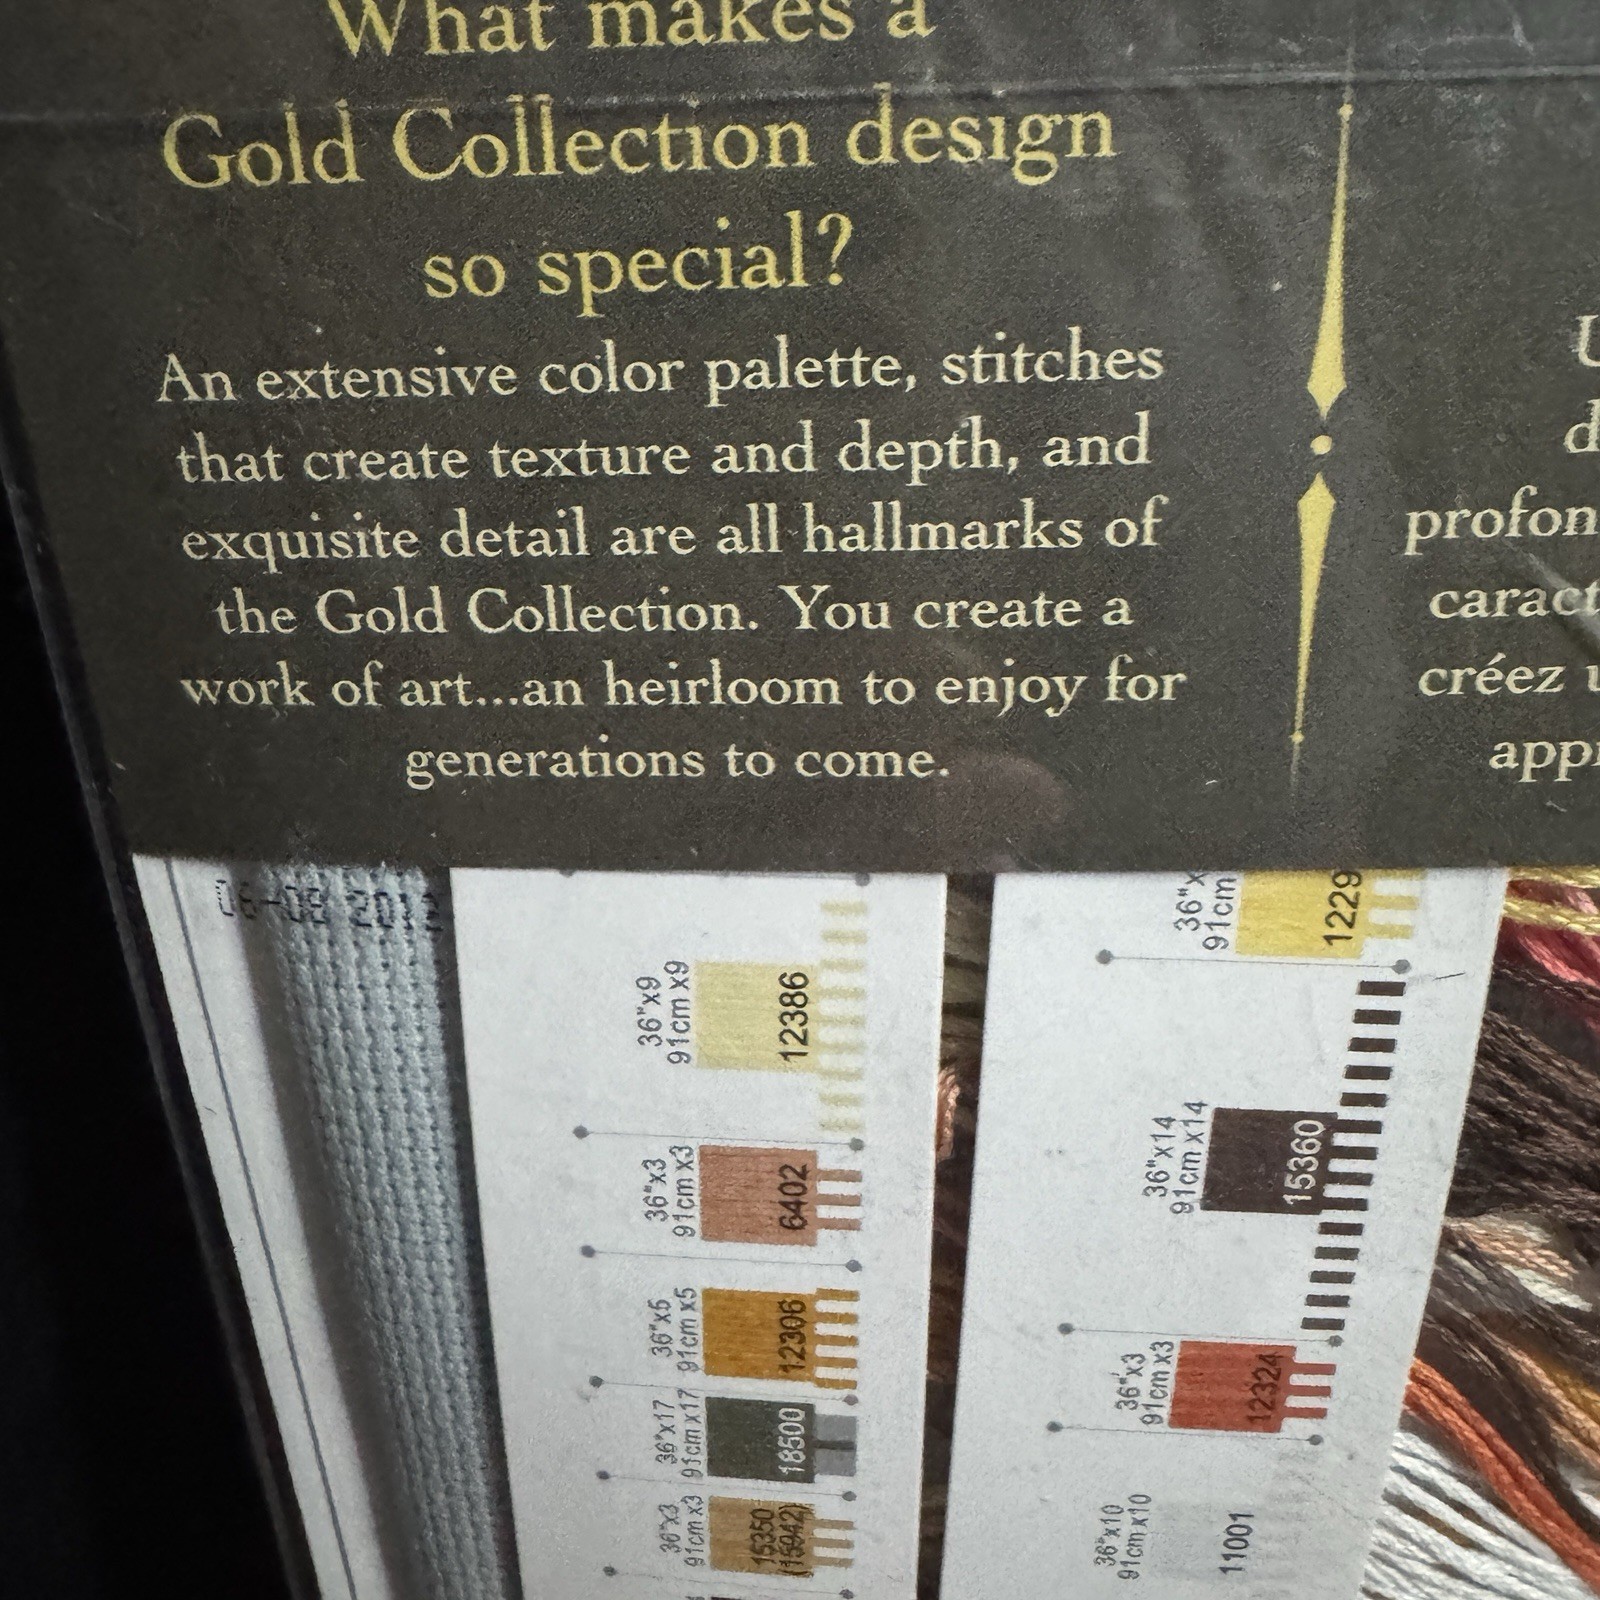 What makes a
Gold Collection design
so special?
An extensive color palette, stitches
that create texture and depth, and
exquisite detail are all hallmarks of
the Gold Collection. You create a
work of art...an heirloom to enjoy for
generations to come.
profon
caract
créez
app
36"x9
91cm x9
12386
36"x3
91cm x3
6402
36"x5
91cm x5
12306
36"x17
91cm x17
18500
36"x3
91cm x3
15350
(15942)
36"x
91cm
1229
36"x14
91cm x14
15360
36"x3
91cm x3
12324
36"x10
91cm x10
11001